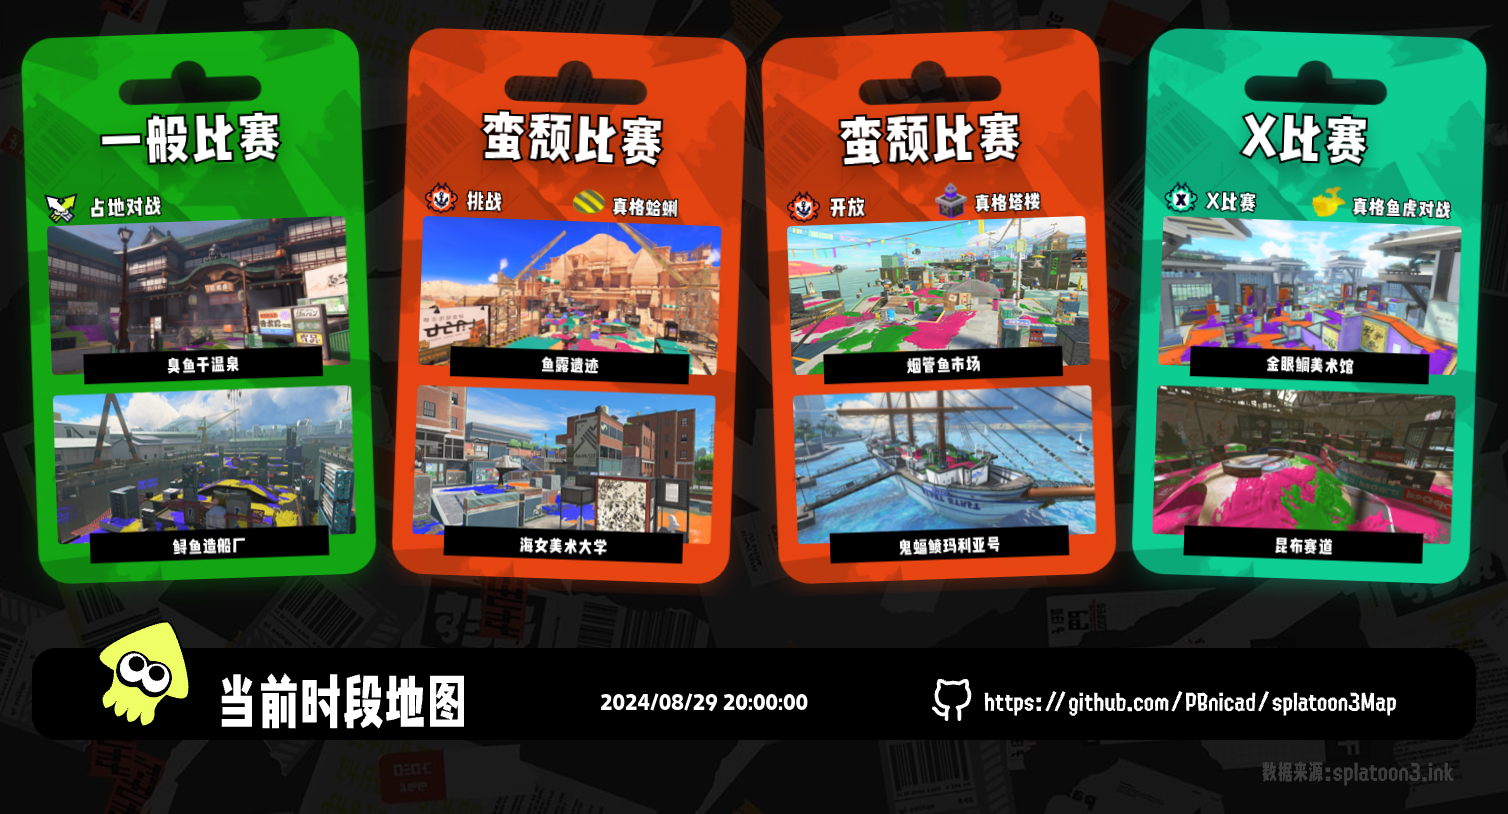 一般比赛
占地对战
臭鱼干温泉
鲟鱼造船厂
蛮颓比赛
挑战
真格蛤蜊
鱼露遗迹
海女美术大学
蛮颓比赛
开放
真格塔楼
烟管鱼市场
鬼蝠鲼玛利亚号
X比赛
X比赛
真格鱼虎对战
金眼鲷美术馆
昆布赛道
当前时段地图
2024/08/29 20:00:00
https://github.com/PBnicad/splatoon3Map
数据来源:splatoon3.ink